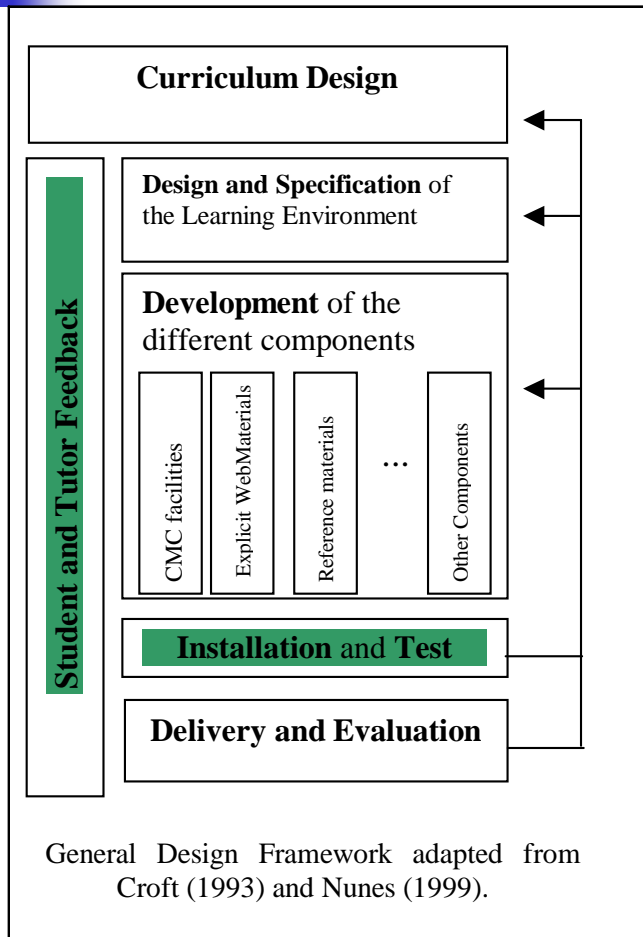 Curriculum Design
Student and Tutor Feedback
Design and Specification of
the Learning Environment
Development of the
different components
CMC facilities
Explicit WebMaterials
Reference materials
...
Other Components
Installation and Test
Delivery and Evaluation
General Design Framework adapted from
Croft (1993) and Nunes (1999).